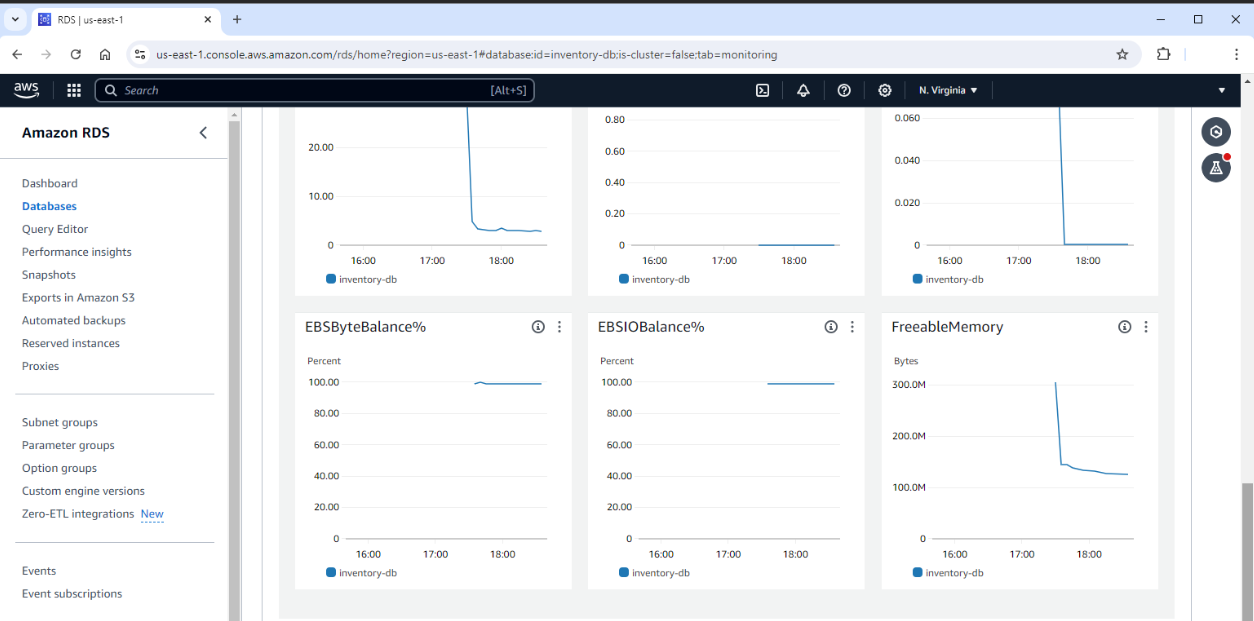 RDS | us-east-1
us-east-1.console.aws.amazon.com/rds/home?region=us-east-1#database:id=inventory-db:is-cluster=false;tab=monitoring
aws
Search
[Alt+S]
N. Virginia
Amazon RDS
Dashboard
Databases
Query Editor
Performance insights
Snapshots
Exports in Amazon S3
Automated backups
Reserved instances
Proxies
Subnet groups
Parameter groups
Option groups
Custom engine versions
Zero-ETL integrations New
Events
Event subscriptions
20.00
10.00
0
16:00 17:00 18:00
inventory-db
0.80
0.60
0.40
0.20
0
16:00 17:00 18:00
inventory-db
0.060
0.040
0.020
0
16:00 17:00 18:00
inventory-db
EBSByteBalance%
Percent
100.00
80.00
60.00
40.00
20.00
0
16:00 17:00 18:00
inventory-db
EBSIOBalance%
Percent
100.00
80.00
60.00
40.00
20.00
0
16:00 17:00 18:00
inventory-db
FreeableMemory
Bytes
300.0M
200.0M
100.0M
0
16:00 17:00 18:00
inventory-db